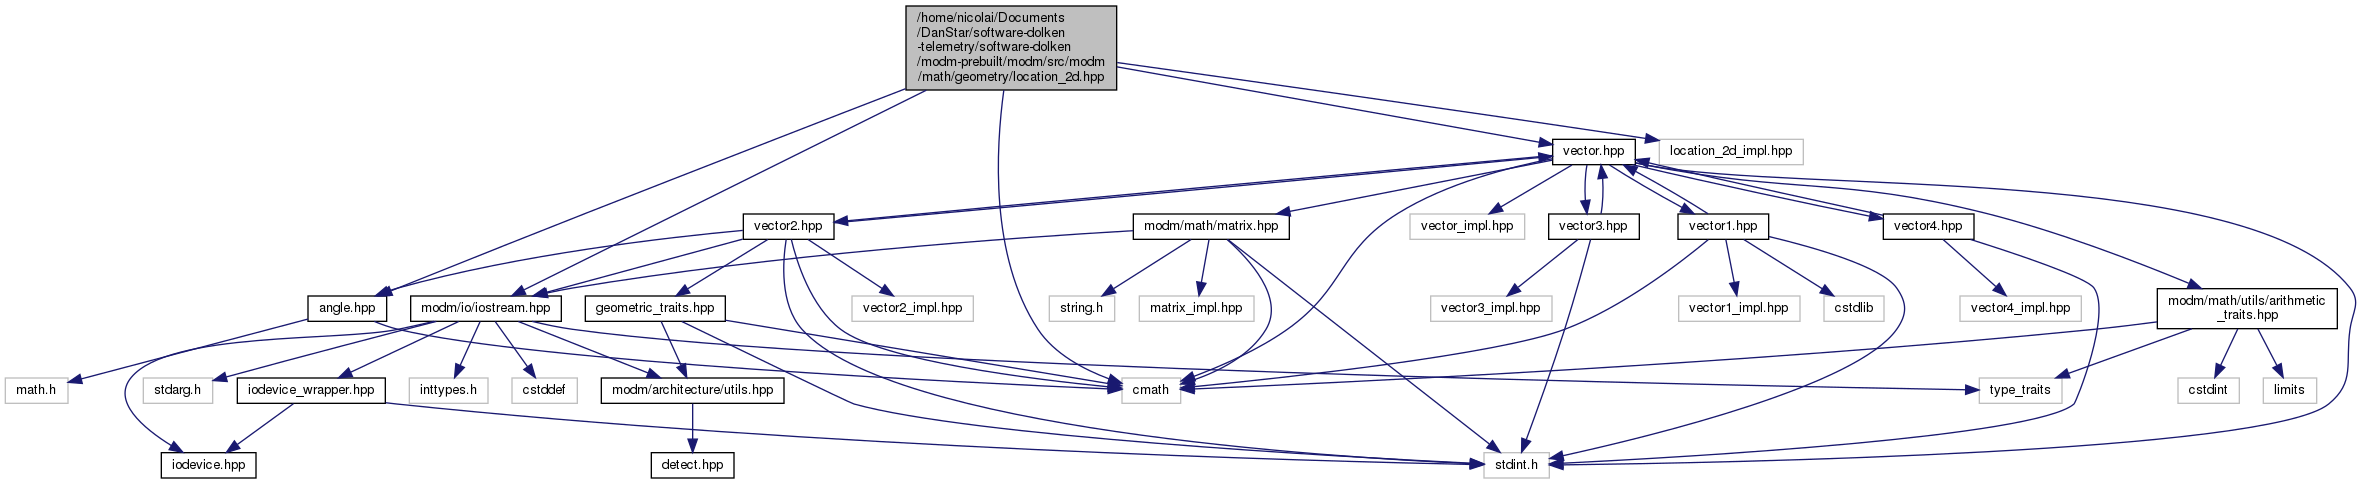 /home/nicolai/Documents
/DanStar/software-dolken
-telemetry/software-dolken
/modm-prebuilt/modm/src/modm
/math/geometry/location_2d.hpp
vector.hpp
location_2d_impl.hpp
vector2.hpp
modm/math/matrix.hpp
vector_impl.hpp
vector3.hpp
vector1.hpp
vector4.hpp
angle.hpp
modm/io/iostream.hpp
geometric_traits.hpp
vector2_impl.hpp
string.h
matrix_impl.hpp
vector3_impl.hpp
vector1_impl.hpp
cstdlib
vector4_impl.hpp
modm/math/utils/arithmetic
_traits.hpp
math.h
stdarg.h
iodevice_wrapper.hpp
inttypes.h
cstddef
modm/architecture/utils.hpp
cmath
type_traits
cstdint
limits
iodevice.hpp
detect.hpp
stdint.h